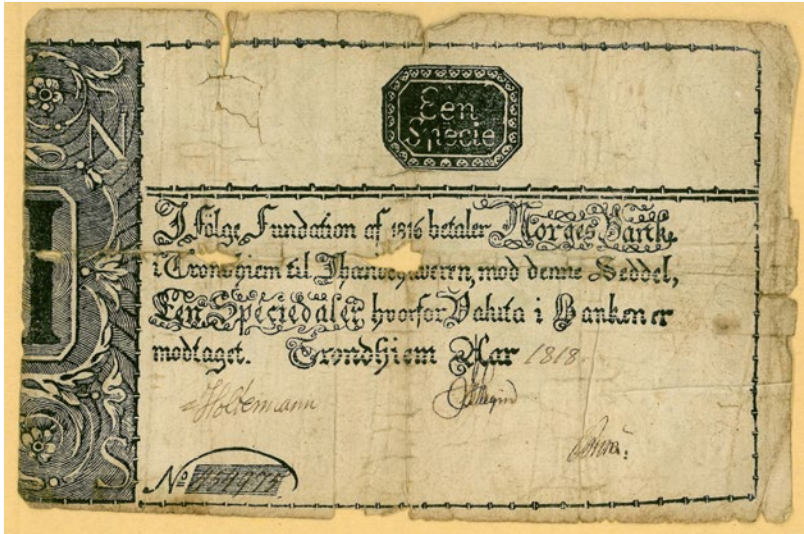 Een
Specie
I følge Fundation af 1816 betaler Norges Bank
i Trondhiem til Ihændehaveren, mod denne Seddel,
Een Speciedaler hvorfor Valuta i Banken er
modtaget. Trondhiem Aar 1818
Holtermann
No